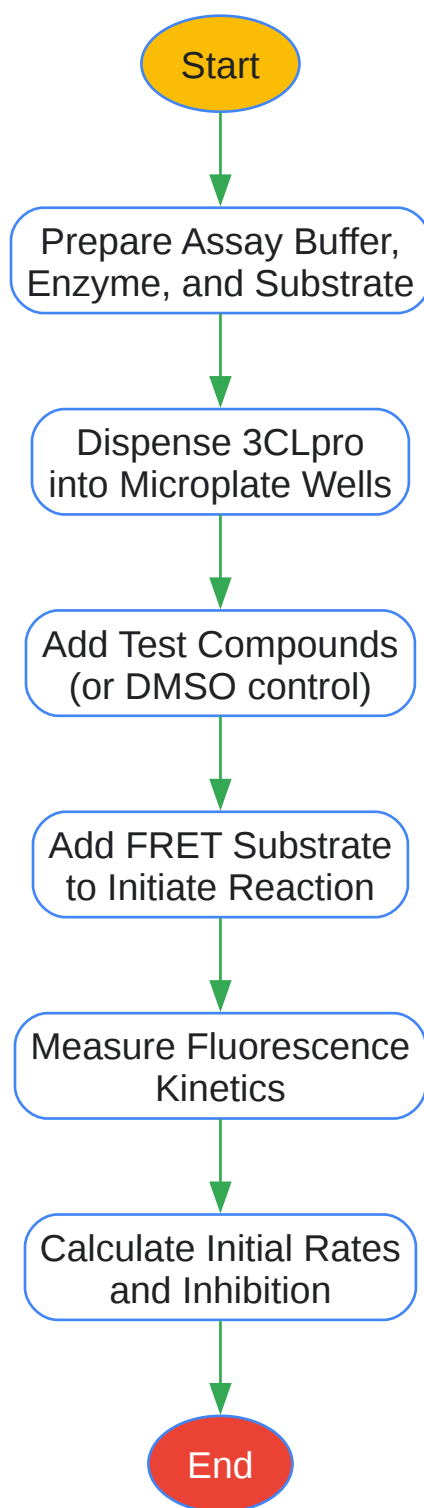 Start
Prepare Assay Buffer,
Enzyme, and Substrate
Dispense 3CLpro
into Microplate Wells
Add Test Compounds
(or DMSO control)
Add FRET Substrate
to Initiate Reaction
Measure Fluorescence
Kinetics
Calculate Initial Rates
and Inhibition
End